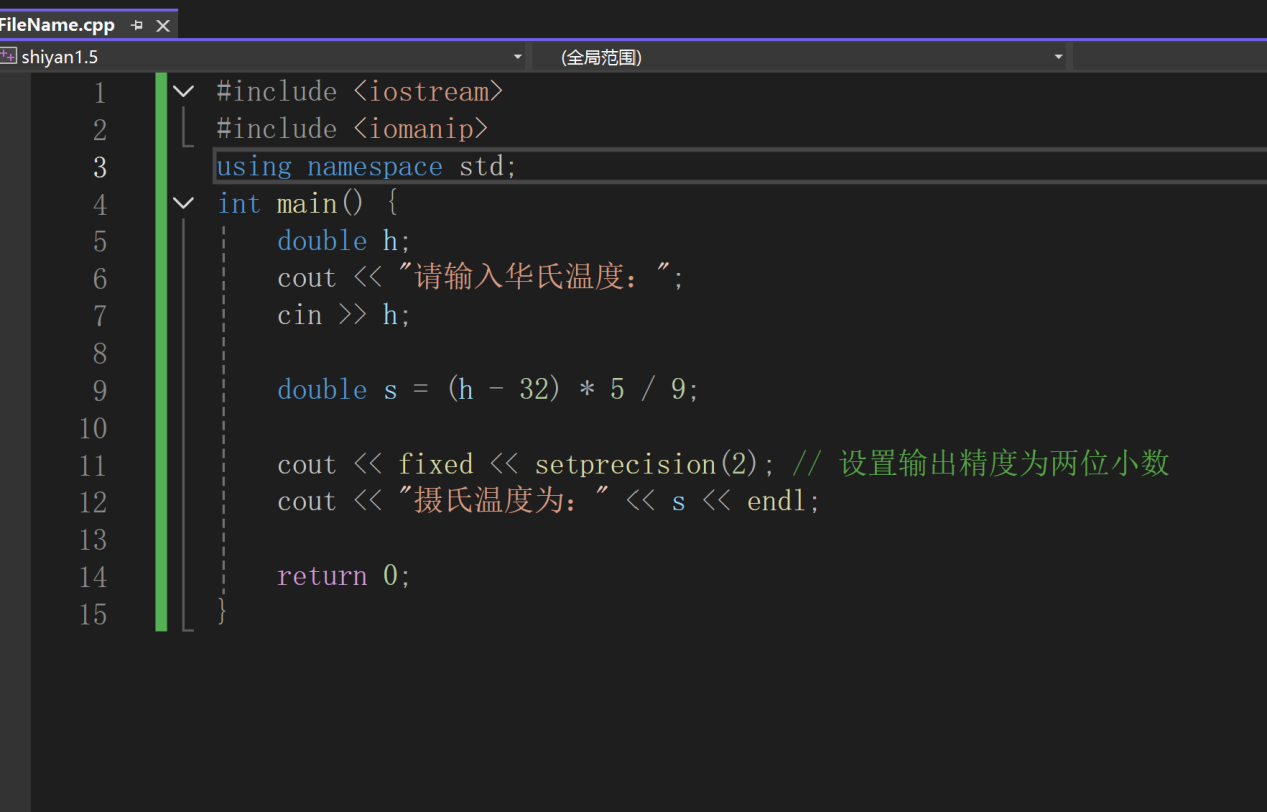 FileName.cpp
shiyan1.5 (全局范围)
1 #include <iostream>
2 #include <iomanip>
3 using namespace std;
4 int main() {
5 double h;
6 cout << "请输入华氏温度：";
7 cin >> h;
8
9 double s = (h - 32) * 5 / 9;
10
11 cout << fixed << setprecision(2); // 设置输出精度为两位小数
12 cout << "摄氏温度为：" << s << endl;
13
14 return 0;
15 }